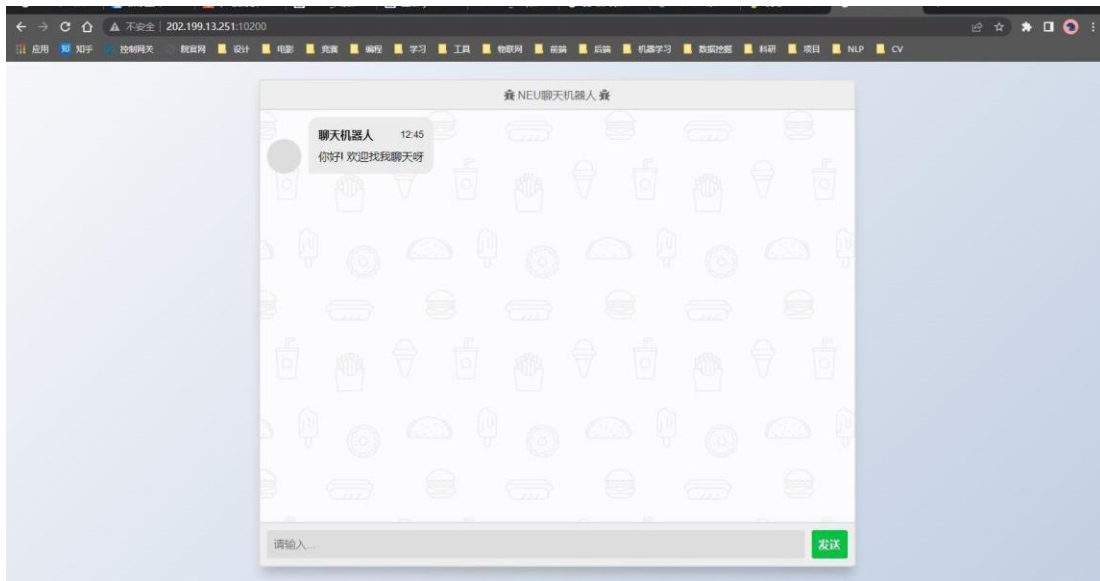 不安全 | 202.199.13.251:10200
应用 知 知乎 控制网关 院官网 设计 电影 竞赛 编程 学习 工具 物联网 前端 后端 机器学习 数据挖掘 科研 项目 NLP CV
NEU聊天机器人
聊天机器人 12:45
你好! 欢迎找我聊天呀
请输入...
发送